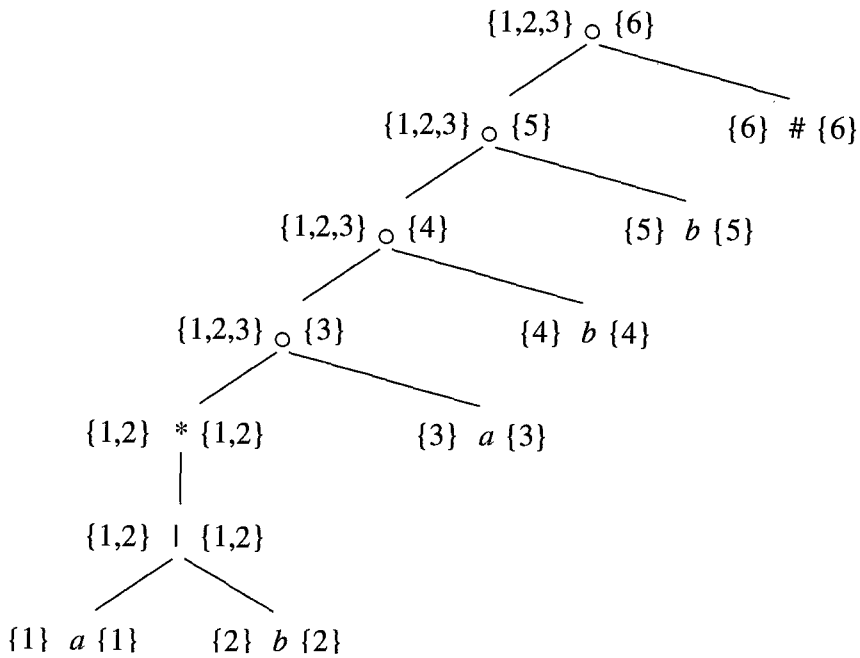 {1,2,3} ○ {6}
{1,2,3} ○ {5} {6} # {6}
{1,2,3} ○ {4} {5} b {5}
{1,2,3} ○ {3} {4} b {4}
{1,2} * {1,2} {3} a {3}
{1,2} | {1,2}
{1} a {1} {2} b {2}